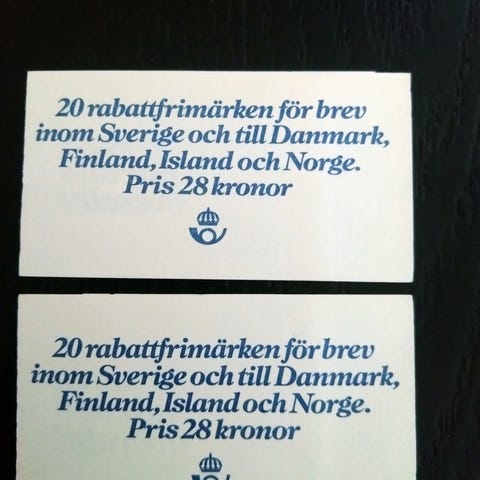 20 rabattfrimärken för brev
inom Sverige och till Danmark,
Finland, Island och Norge.
Pris 28 kronor
20 rabattfrimärken för brev
inom Sverige och till Danmark,
Finland, Island och Norge.
Pris 28 kronor